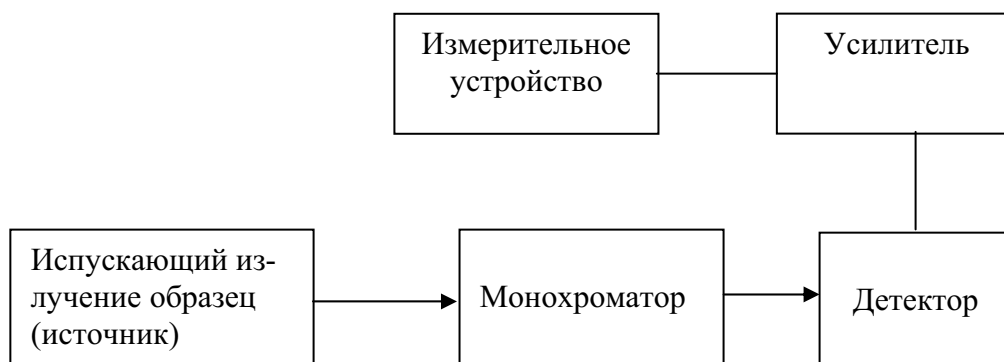 Измерительное
устройство
Усилитель
Испускающий из-
лучение образец
(источник)
Монохроматор
Детектор